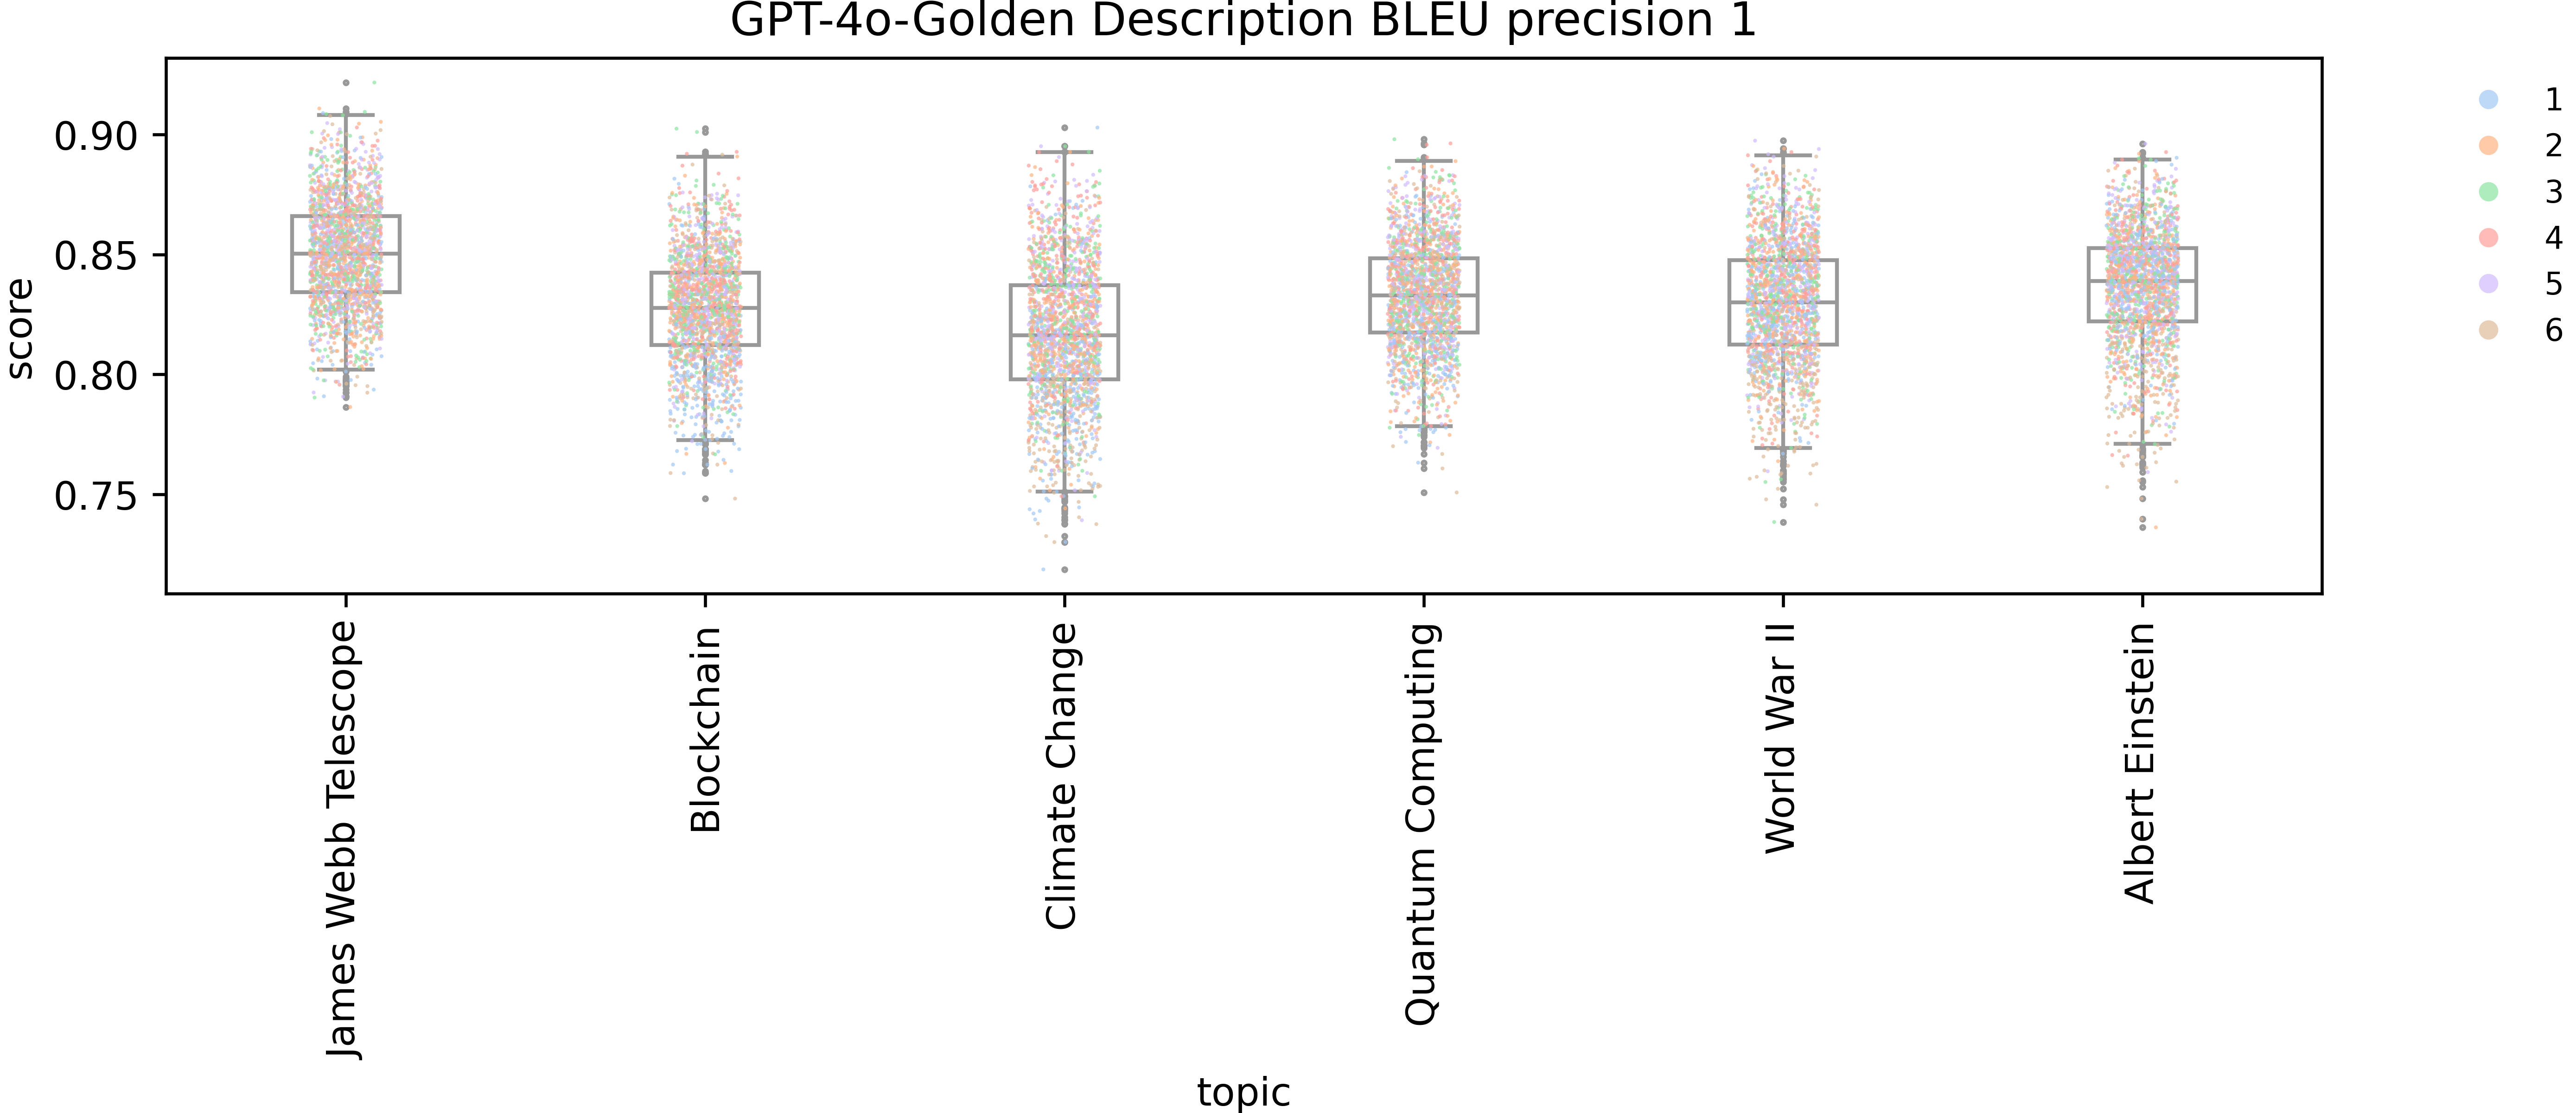 GPT-4o-Golden Description BLEU precision 1
score
0.90
0.85
0.80
0.75
1
2
3
4
5
6
James Webb Telescope
Blockchain
Climate Change
Quantum Computing
World War II
Albert Einstein
topic